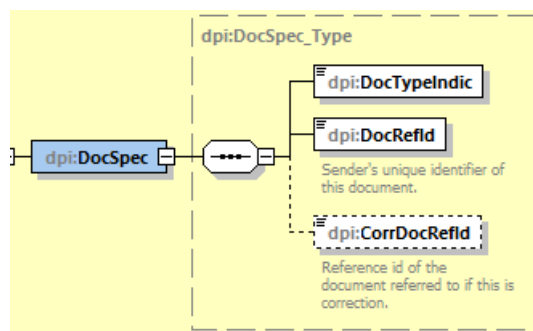 dpi:DocSpec_Type
dpi:DocTypeIndic
dpi:DocSpec
dpi:DocRefId
Sender's unique identifier of
this document.
dpi:CorrDocRefId
Reference id of the
document referred to if this is
correction.